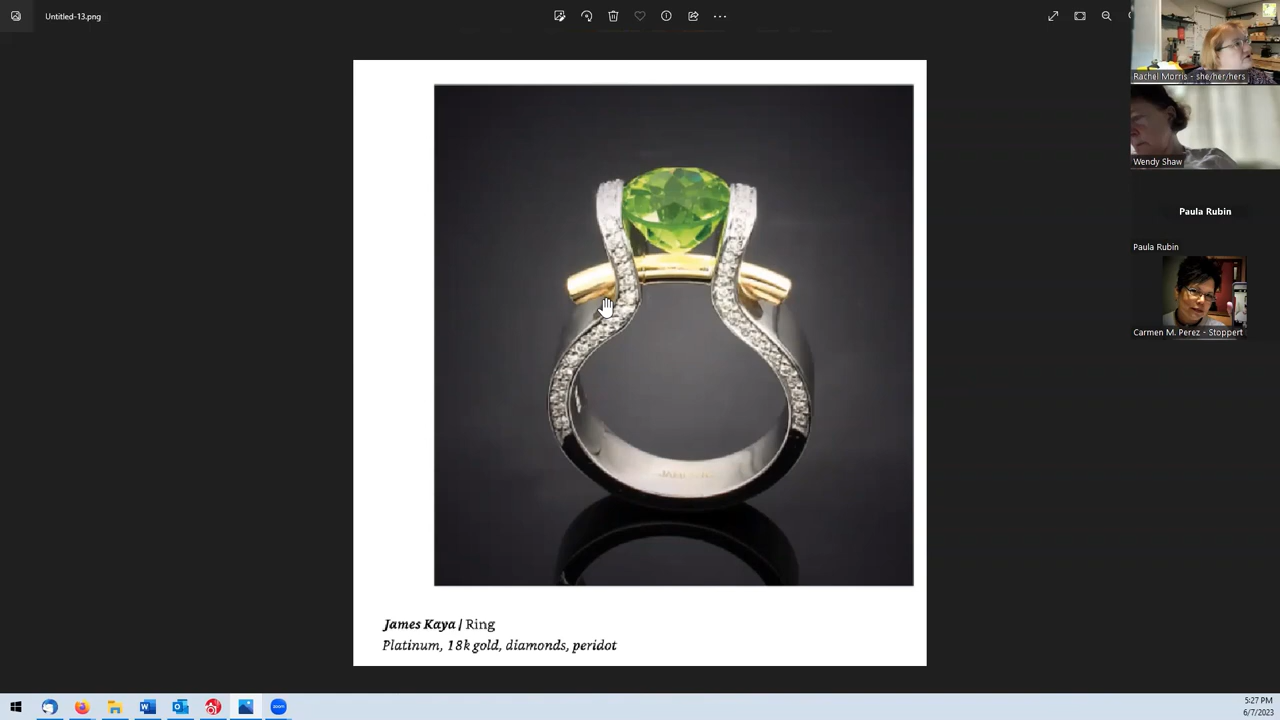 Untitled-13.png
Rachel Morris - she/her/hers
Wendy Shaw
Paula Rubin
Paula Rubin
Carmen M. Perez - Stoppert
James Kaya | Ring
Platinum, 18k gold, diamonds, peridot
zoom
5:27 PM
6/7/2023